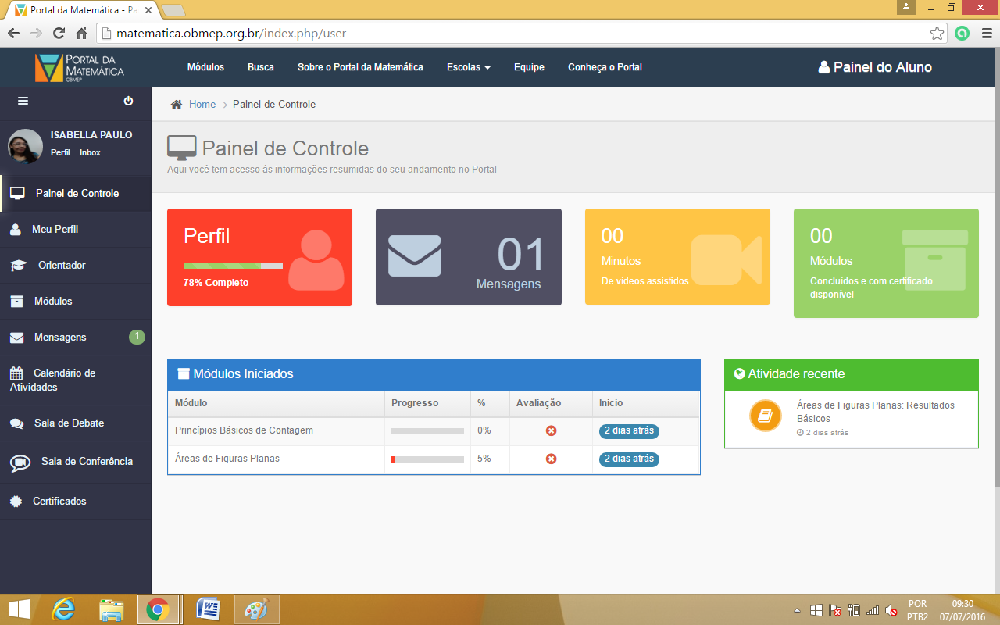 Portal da Matemática - Pa
matematica.obmep.org.br/index.php/user
PORTAL DA
MATEMÁTICA
OBMEP
Módulos Busca Sobre o Portal da Matemática Escolas Equipe Conheça o Portal Painel do Aluno
Home > Painel de Controle
ISABELLA PAULO
Perfil Inbox
Painel de Controle
Meu Perfil
Orientador
Módulos
Mensagens 1
Calendário de
Atividades
Sala de Debate
Sala de Conferência
Certificados
Painel de Controle
Aqui você tem acesso às informações resumidas do seu andamento no Portal
Perfil
78% Completo
01
Mensagens
00
Minutos
De vídeos assistidos
00
Módulos
Concluídos e com certificado
disponível
Módulos Iniciados
Módulo Progresso % Avaliação Inicio
Princípios Básicos de Contagem 0% 2 dias atrás
Áreas de Figuras Planas 5% 2 dias atrás
Atividade recente
Áreas de Figuras Planas: Resultados
Básicos
2 dias atrás
POR 09:30
PTB2 07/07/2016